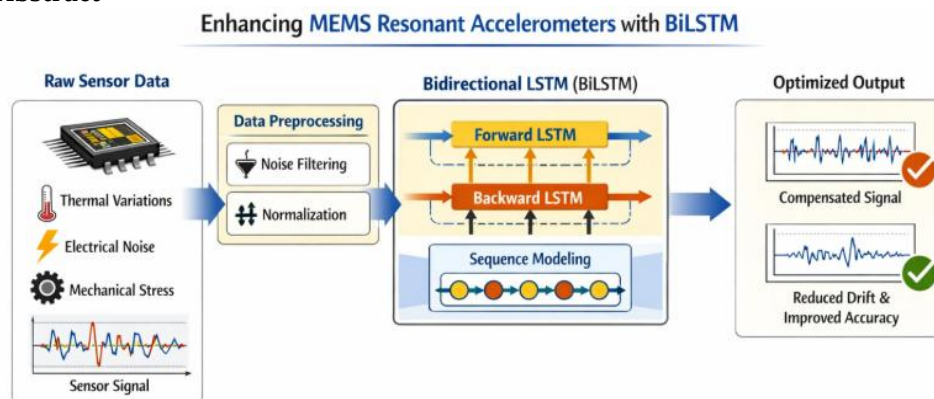 Enhancing MEMS Resonant Accelerometers with BiLSTM
Raw Sensor Data
Thermal Variations
Electrical Noise
Mechanical Stress
Sensor Signal
Data Preprocessing
Noise Filtering
Normalization
Bidirectional LSTM (BiLSTM)
Forward LSTM
Backward LSTM
Sequence Modeling
Optimized Output
Compensated Signal
Reduced Drift &
Improved Accuracy